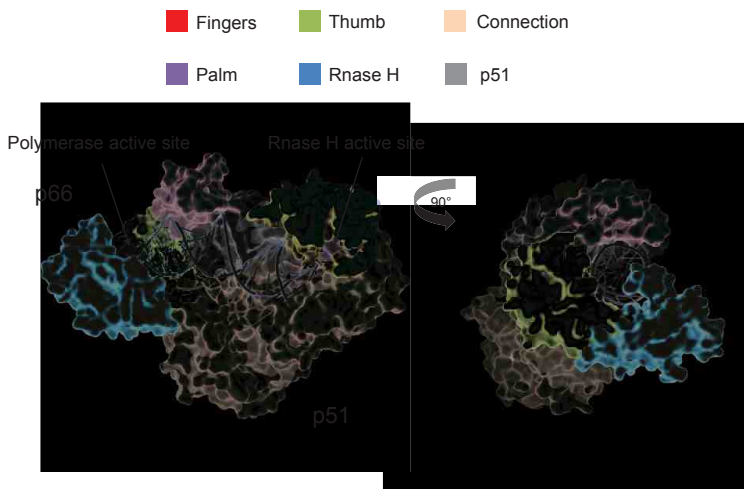 Fingers Thumb Connection
Palm Rnase H p51
Polymerase active site Rnase H active site
p66
90°
p51